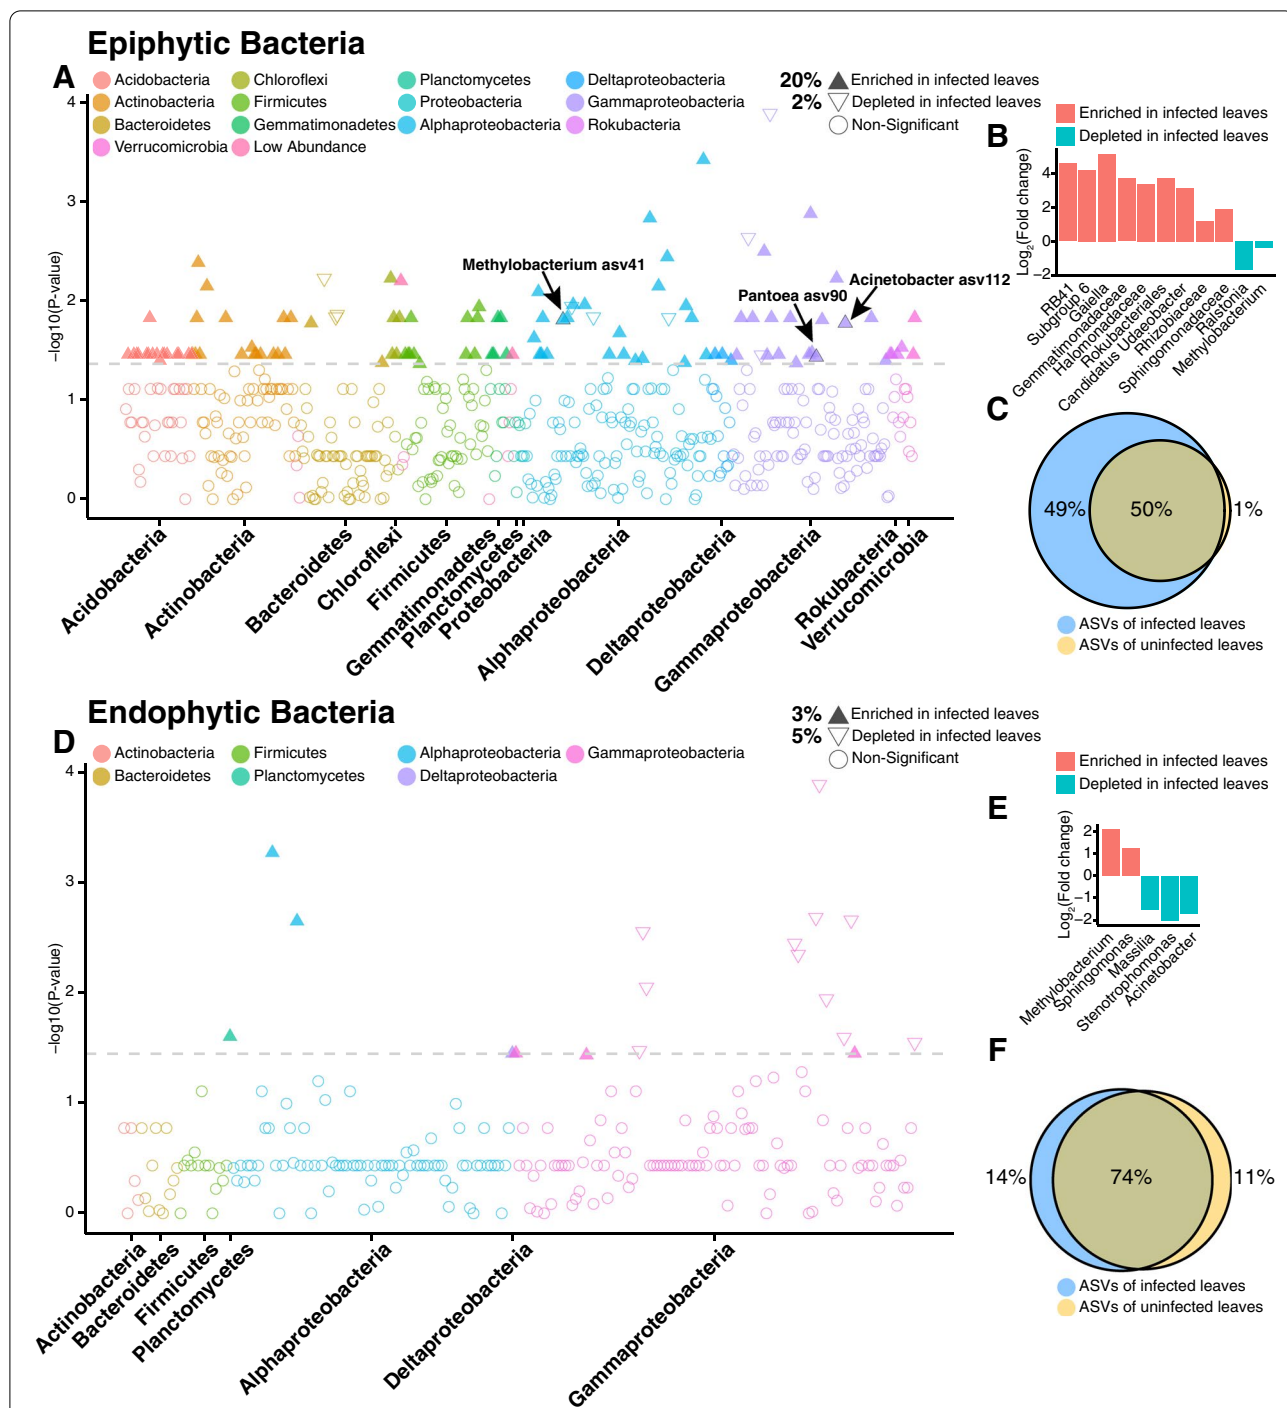 Epiphytic Bacteria
A
Acidobacteria
Chloroflexi
Planctomycetes
Deltaproteobacteria
20% Enriched in infected leaves
Actinobacteria
Firmicutes
Proteobacteria
Gammaproteobacteria
2% Depleted in infected leaves
Bacteroidetes
Gemmatimonadetes
Alphaproteobacteria
Rokubacteria
Non-Significant
Verrucomicrobia
Low Abundance
4
3
2
1
0
−log10(P-value)
Methylobacterium asv41
Pantoea asv90
Acinetobacter asv112
Acidobacteria
Actinobacteria
Bacteroidetes
Chloroflexi
Firmicutes
Gemmatimonadetes
Planctomycetes
Proteobacteria
Alphaproteobacteria
Deltaproteobacteria
Gammaproteobacteria
Rokubacteria
Verrucomicrobia
Enriched in infected leaves
Depleted in infected leaves
B
Log2(Fold change)
4
2
0
−2
RB41
Subgroup 6
Gaiella
Gemmatimonadaceae
Halomonadaceae
Rokubacteriales
Candidatus Udaeobacter
Rhizobiaceae
Sphingomonadaceae
Ralstonia
Methylobacterium
C
49%
50%
1%
ASVs of infected leaves
ASVs of uninfected leaves
Endophytic Bacteria
D
Actinobacteria
Firmicutes
Alphaproteobacteria
Gammaproteobacteria
3% Enriched in infected leaves
5% Depleted in infected leaves
Bacteroidetes
Planctomycetes
Deltaproteobacteria
Non-Significant
4
3
2
1
0
−log10(P-value)
Actinobacteria
Bacteroidetes
Firmicutes
Planctomycetes
Alphaproteobacteria
Deltaproteobacteria
Gammaproteobacteria
Enriched in infected leaves
Depleted in infected leaves
E
Log2(Fold change)
2
1
0
−1
−2
Methylobacterium
Sphingomonas
Massilia
Stenotrophomonas
Acinetobacter
F
14%
74%
11%
ASVs of infected leaves
ASVs of uninfected leaves